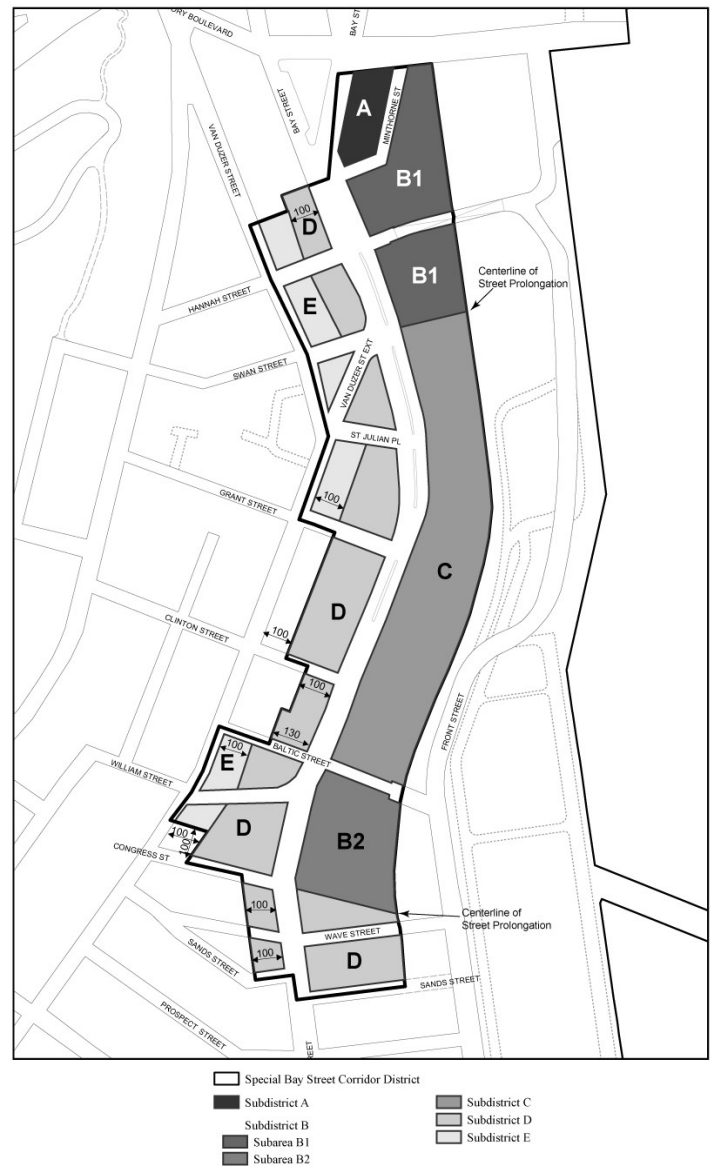 ORY BOULEVARD
BAY ST
BAY STREET
VAN DUZER STREET
A
MINTHORNE ST
B1
100
D
B1
Centerline of
Street Prolongation
HANNAH STREET
E
SWAN STREET
VAN DUZER ST EXT
ST JULIAN PL
GRANT STREET
100
C
D
CLINTON STREET
100
100
130
BALTIC STREET
FRONT STREET
100
E
WILLIAM STREET
D
100
100
CONGRESS ST
B2
100
Centerline of
Street Prolongation
WAVE STREET
SANDS STREET
100
D
SANDS STREET
PROSPECT STREET
REET
Special Bay Street Corridor District
Subdistrict A
Subdistrict B
Subarea B1
Subarea B2
Subdistrict C
Subdistrict D
Subdistrict E